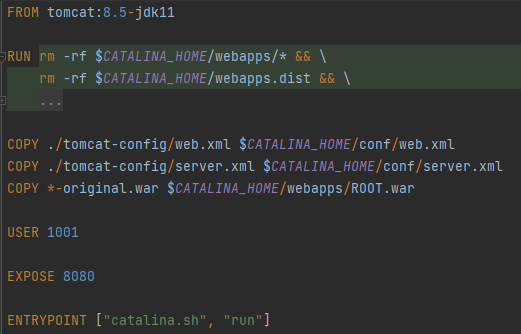 FROM tomcat:8.5-jdk11
RUN rm -rf $CATALINA_HOME/webapps/* && \
rm -rf $CATALINA_HOME/webapps.dist && \
...
COPY ./tomcat-config/web.xml $CATALINA_HOME/conf/web.xml
COPY ./tomcat-config/server.xml $CATALINA_HOME/conf/server.xml
COPY *-original.war $CATALINA_HOME/webapps/ROOT.war
USER 1001
EXPOSE 8080
ENTRYPOINT ["catalina.sh", "run"]